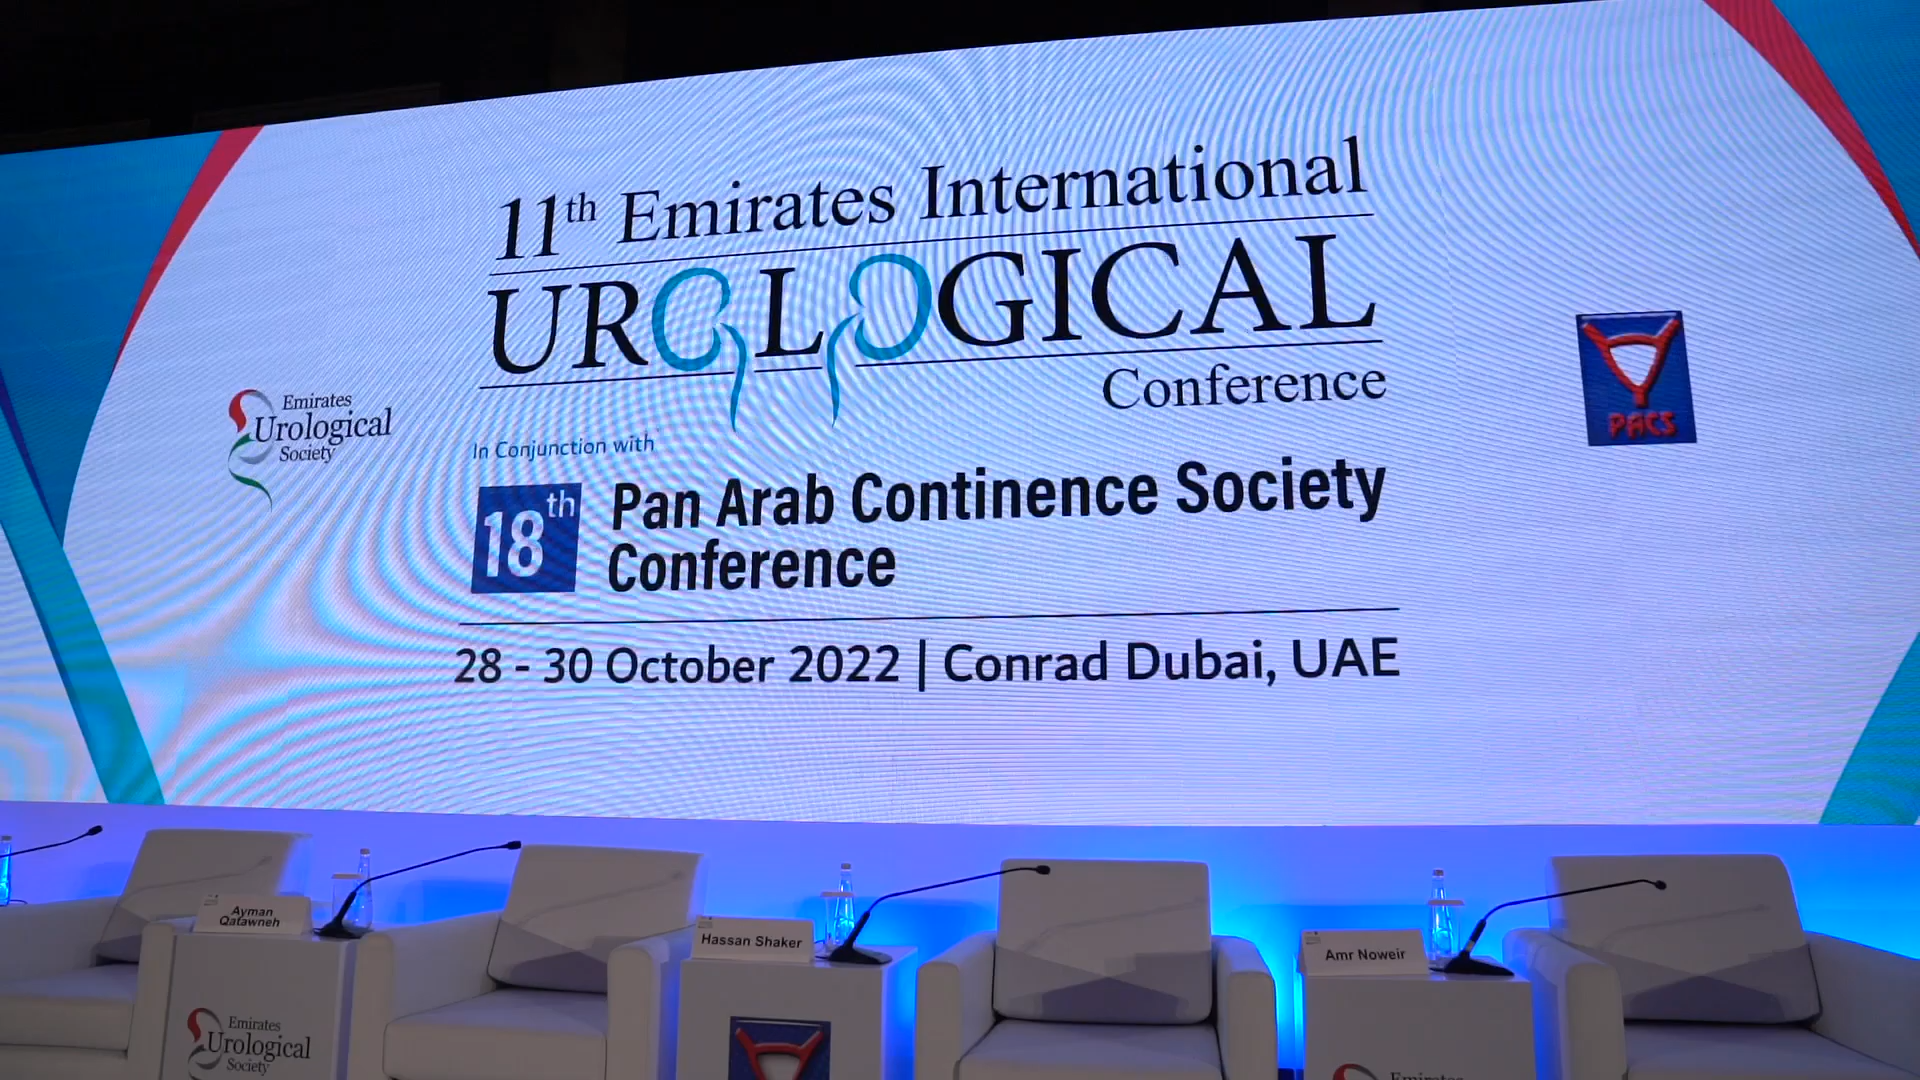 11th Emirates International
UROLOGICAL
Conference
Emirates
Urological
Society
PACS
In Conjunction with
18th Pan Arab Continence Society
Conference
28 - 30 October 2022 | Conrad Dubai, UAE
Ayman
Qatawneh
Hassan Shaker
Amr Noweir
Emirates
Urological
Society
Emirates